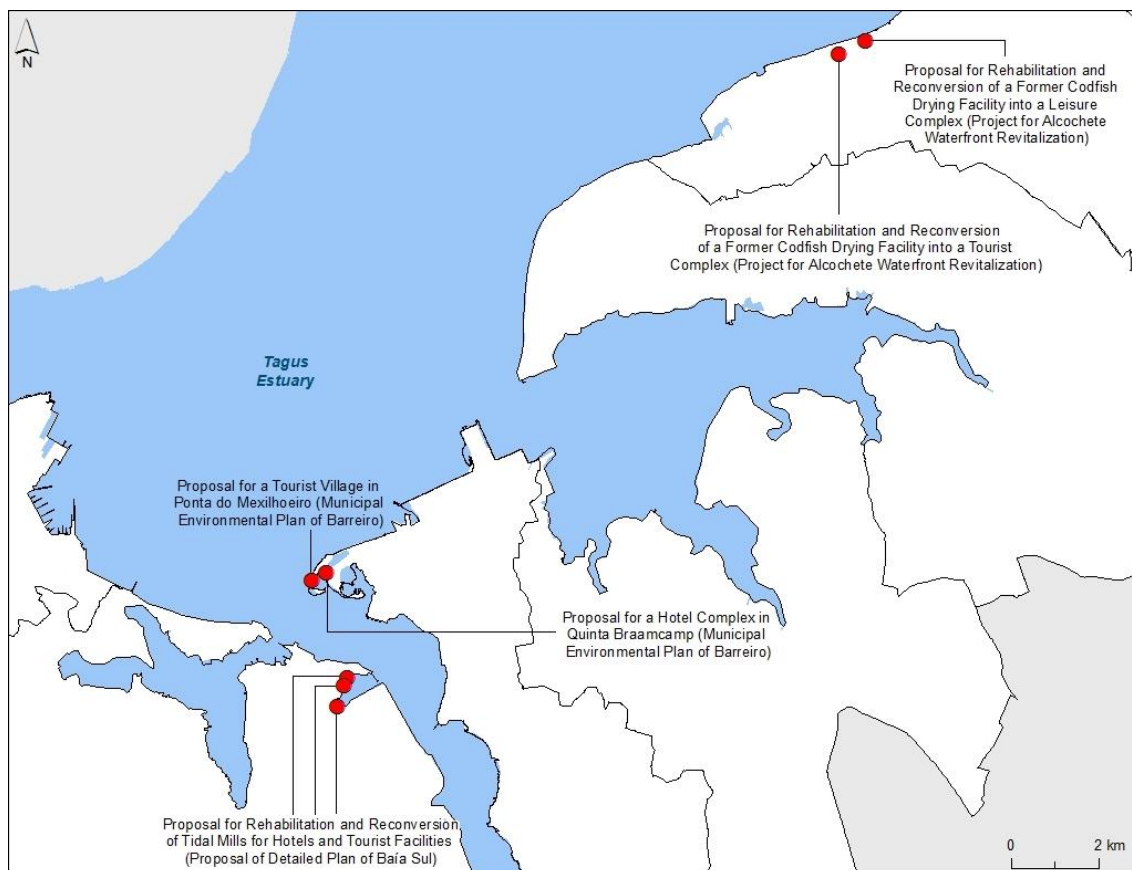 N
Proposal for Rehabilitation and
Reconversion of a Former Codfish
Drying Facility into a Leisure
Complex (Project for Alcochete
Waterfront Revitalization)
Proposal for Rehabilitation and Reconversion
of a Former Codfish Drying Facility into a Tourist
Complex (Project for Alcochete Waterfront Revitalization)
Tagus
Estuary
Proposal for a Tourist Village in
Ponta do Mexilhoeiro (Municipal
Environmental Plan of Barreiro)
Proposal for a Hotel Complex in
Quinta Braamcamp (Municipal
Environmental Plan of Barreiro)
Proposal for Rehabilitation and Reconversion
of Tidal Mills for Hotels and Tourist Facilities
(Proposal of Detailed Plan of Baía Sul)
0 2 km